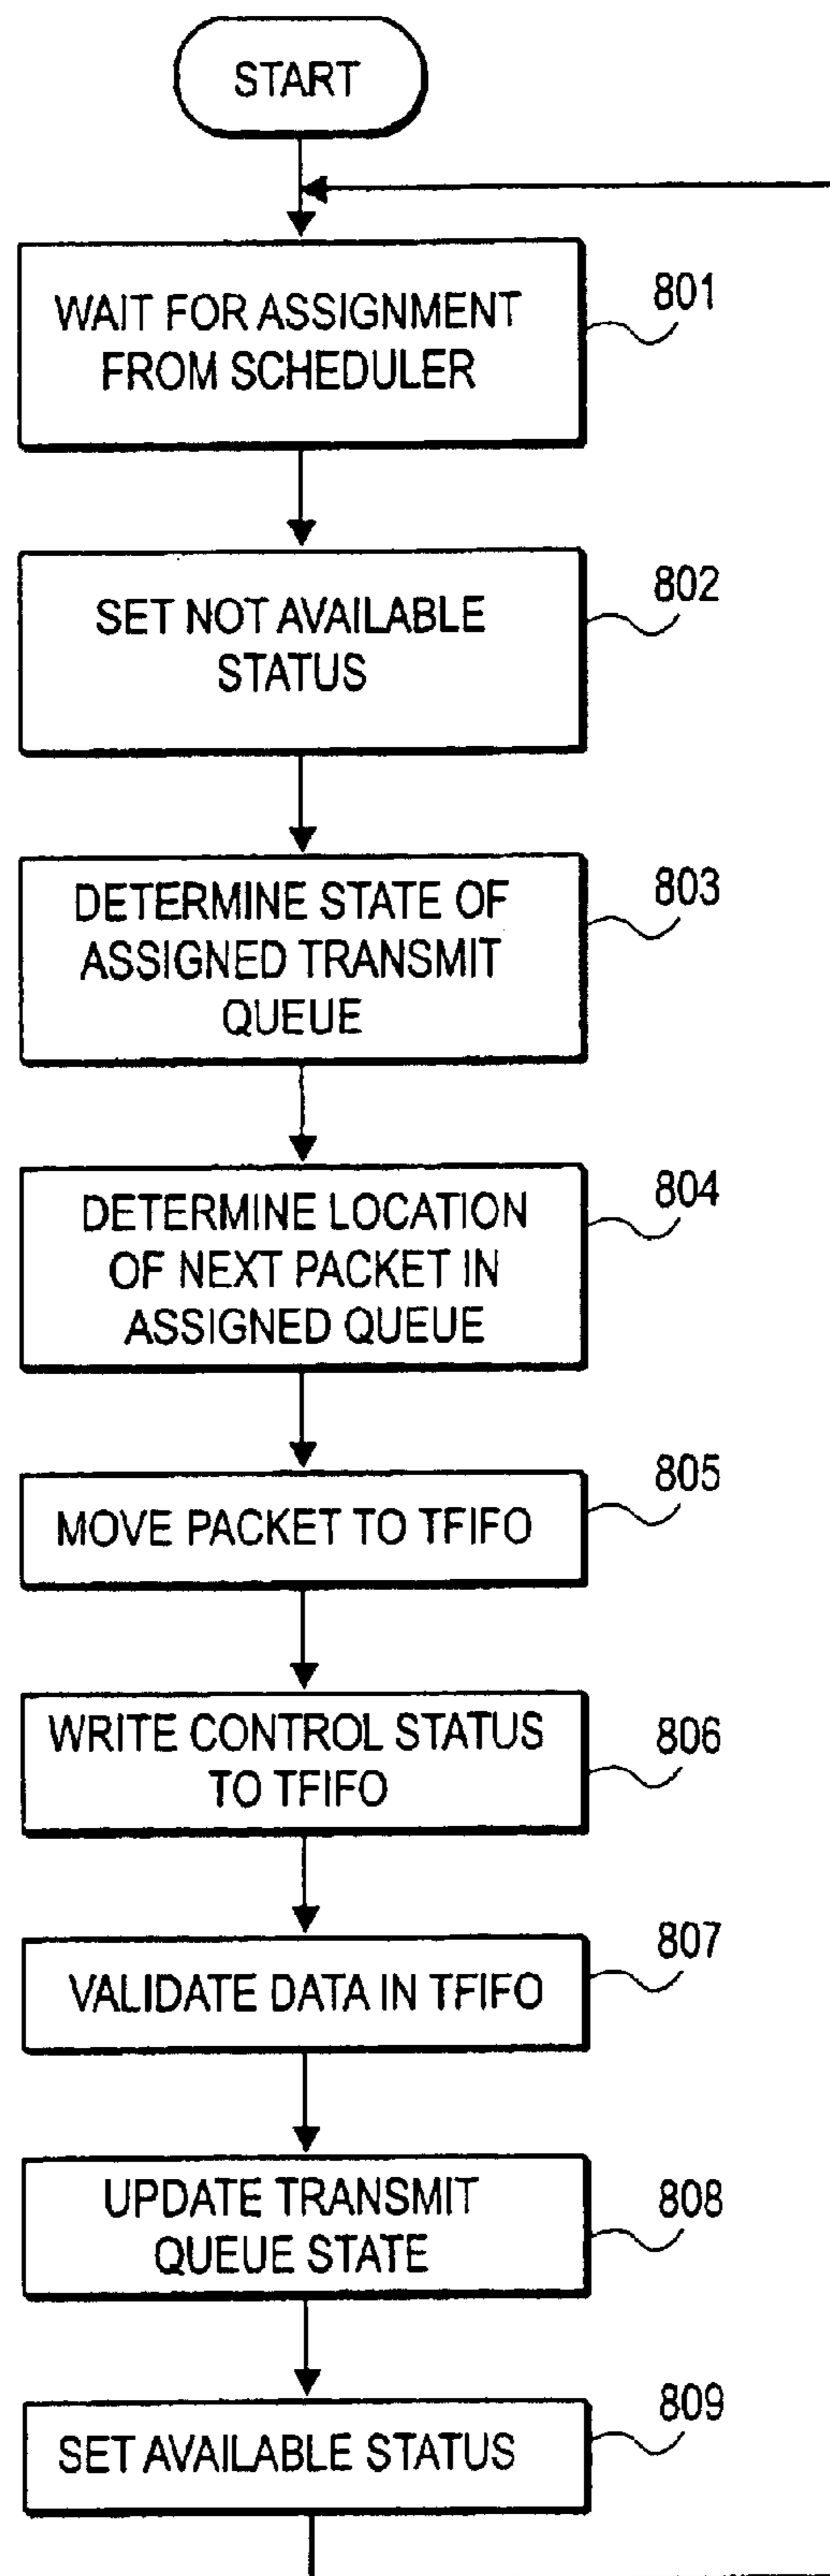 START
WAIT FOR ASSIGNMENT
FROM SCHEDULER
801
SET NOT AVAILABLE
STATUS
802
DETERMINE STATE OF
ASSIGNED TRANSMIT
QUEUE
803
DETERMINE LOCATION
OF NEXT PACKET IN
ASSIGNED QUEUE
804
MOVE PACKET TO TFIFO
805
WRITE CONTROL STATUS
TO TFIFO
806
VALIDATE DATA IN TFIFO
807
UPDATE TRANSMIT
QUEUE STATE
808
SET AVAILABLE STATUS
809